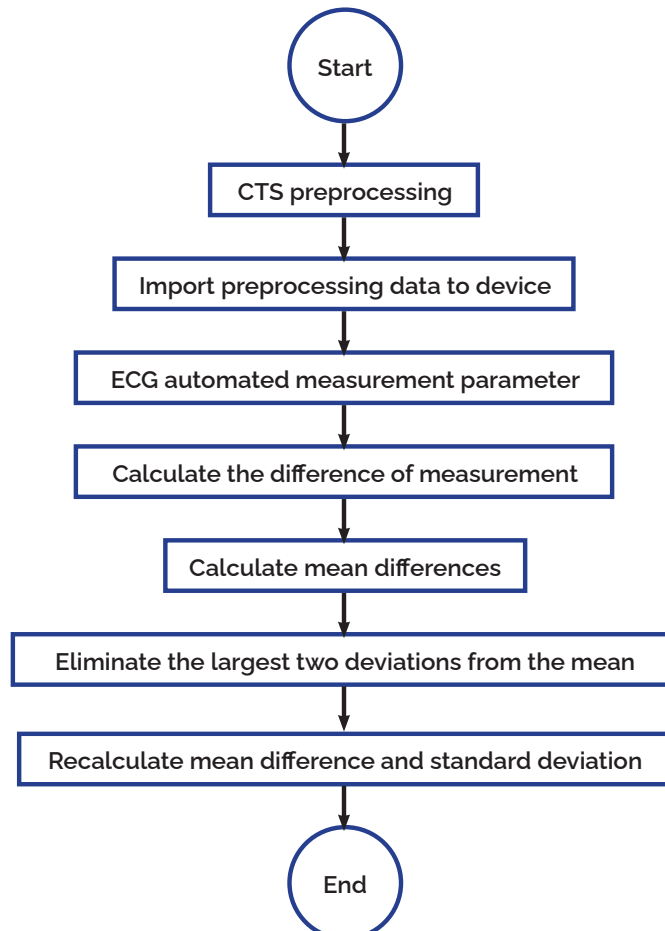 Start
CTS preprocessing
Import preprocessing data to device
ECG automated measurement parameter
Calculate the difference of measurement
Calculate mean differences
Eliminate the largest two deviations from the mean
Recalculate mean difference and standard deviation
End